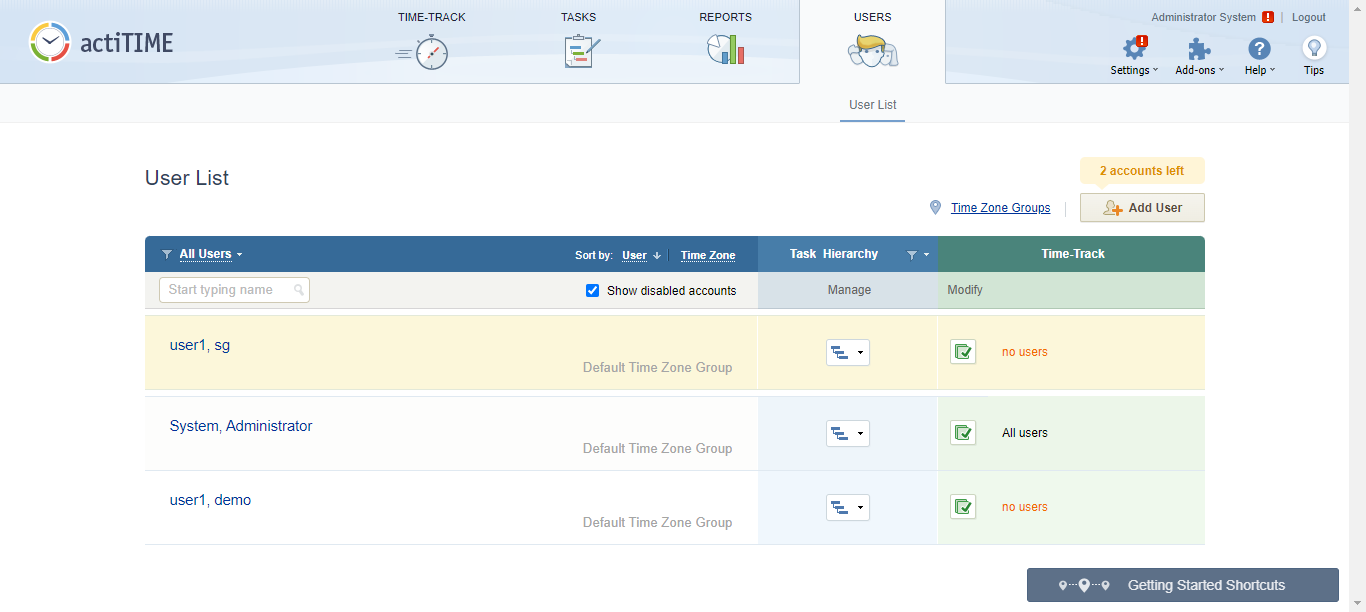 actiTIME
TIME-TRACK
TASKS
REPORTS
USERS
Administrator System ! | Logout
Settings
Add-ons
Help
Tips
User List
User List
2 accounts left
Time Zone Groups
Add User
All Users
Sort by: User ↓ | Time Zone
Task Hierarchy
Time-Track
Start typing name
Show disabled accounts
Manage
Modify
user1, sg
Default Time Zone Group
no users
System, Administrator
Default Time Zone Group
All users
user1, demo
Default Time Zone Group
no users
Getting Started Shortcuts